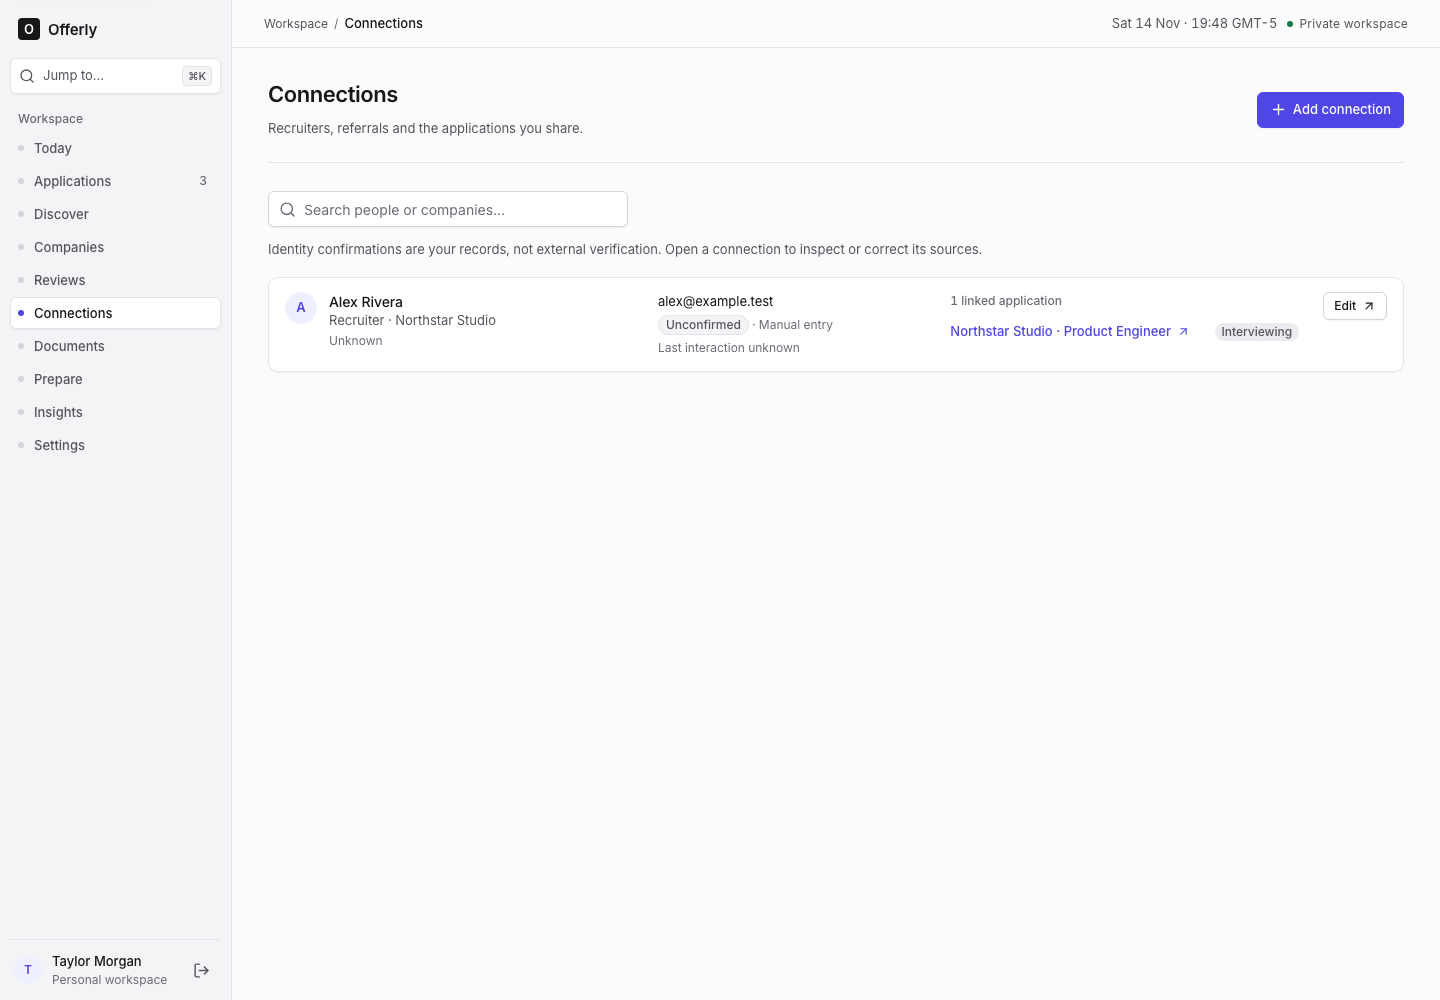 O Offerly
Jump to... ⌘K
Workspace
Today
Applications 3
Discover
Companies
Reviews
Connections
Documents
Prepare
Insights
Settings
T
Taylor Morgan
Personal workspace
Workspace / Connections
Sat 14 Nov · 19:48 GMT-5
Private workspace
Connections
Recruiters, referrals and the applications you share.
Add connection
Search people or companies...
Identity confirmations are your records, not external verification. Open a connection to inspect or correct its sources.
A
Alex Rivera
Recruiter · Northstar Studio
Unknown
alex@example.test
Unconfirmed · Manual entry
Last interaction unknown
1 linked application
Northstar Studio · Product Engineer
Interviewing
Edit